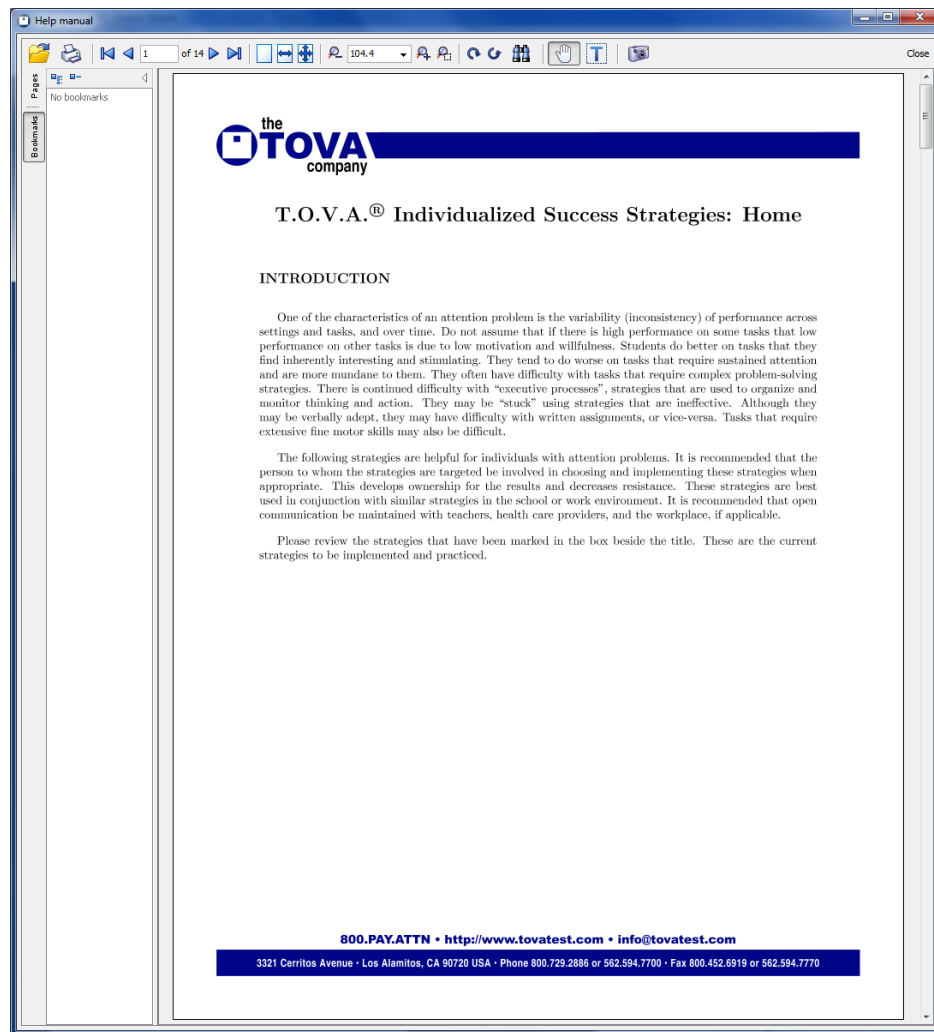 Help manual
1
of 14
104.4
T
Close
Pages
Bookmarks
No bookmarks
the
TOVA
company
T.O.V.A.® Individualized Success Strategies: Home
INTRODUCTION
One of the characteristics of an attention problem is the variability (inconsistency) of performance across
settings and tasks, and over time. Do not assume that if there is high performance on some tasks that low
performance on other tasks is due to low motivation and willfulness. Students do better on tasks that they
find inherently interesting and stimulating. They tend to do worse on tasks that require sustained attention
and are more mundane to them. They often have difficulty with tasks that require complex problem-solving
strategies. There is continued difficulty with “executive processes”, strategies that are used to organize and
monitor thinking and action. They may be “stuck” using strategies that are ineffective. Although they
may be verbally adept, they may have difficulty with written assignments, or vice-versa. Tasks that require
extensive fine motor skills may also be difficult.
The following strategies are helpful for individuals with attention problems. It is recommended that the
person to whom the strategies are targeted be involved in choosing and implementing these strategies when
appropriate. This develops ownership for the results and decreases resistance. These strategies are best
used in conjunction with similar strategies in the school or work environment. It is recommended that open
communication be maintained with teachers, health care providers, and the workplace, if applicable.
Please review the strategies that have been marked in the box beside the title. These are the current
strategies to be implemented and practiced.
800.PAY.ATTN • http://www.tovatest.com • info@tovatest.com
3321 Cerritos Avenue · Los Alamitos, CA 90720 USA · Phone 800.729.2886 or 562.594.7700 · Fax 800.452.6919 or 562.594.7770